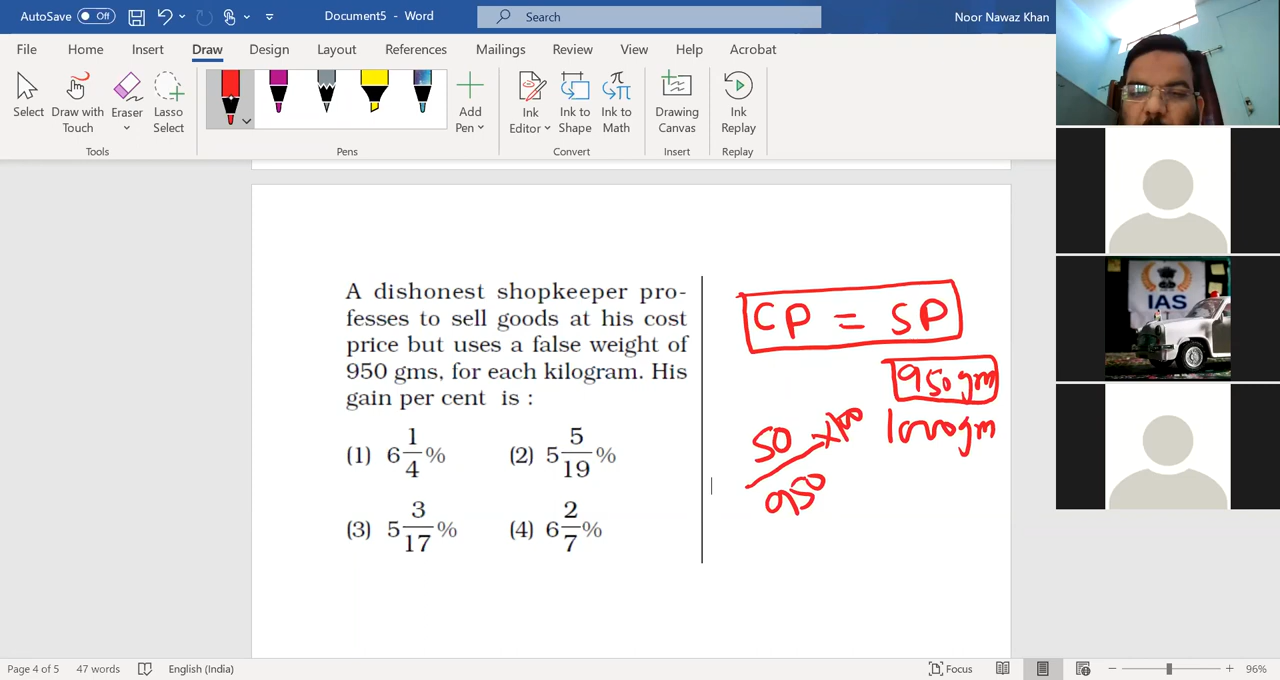 AutoSave Off Document5 - Word Search Noor Nawaz Khan
File Home Insert Draw Design Layout References Mailings Review View Help Acrobat
Select Draw with Touch Eraser Lasso Select Add Pen Ink Editor Ink to Shape Ink to Math Drawing Canvas Ink Replay
Tools Pens Convert Insert Replay
IAS
A dishonest shopkeeper pro-
fesses to sell goods at his cost
price but uses a false weight of
950 gms, for each kilogram. His
gain per cent is :
(1) 6 1/4 % (2) 5 5/19 %
(3) 5 3/17 % (4) 6 2/7 %
CP = SP
950 gm
1000 gm
50/950 × 100
Page 4 of 5 47 words English (India) Focus 96%